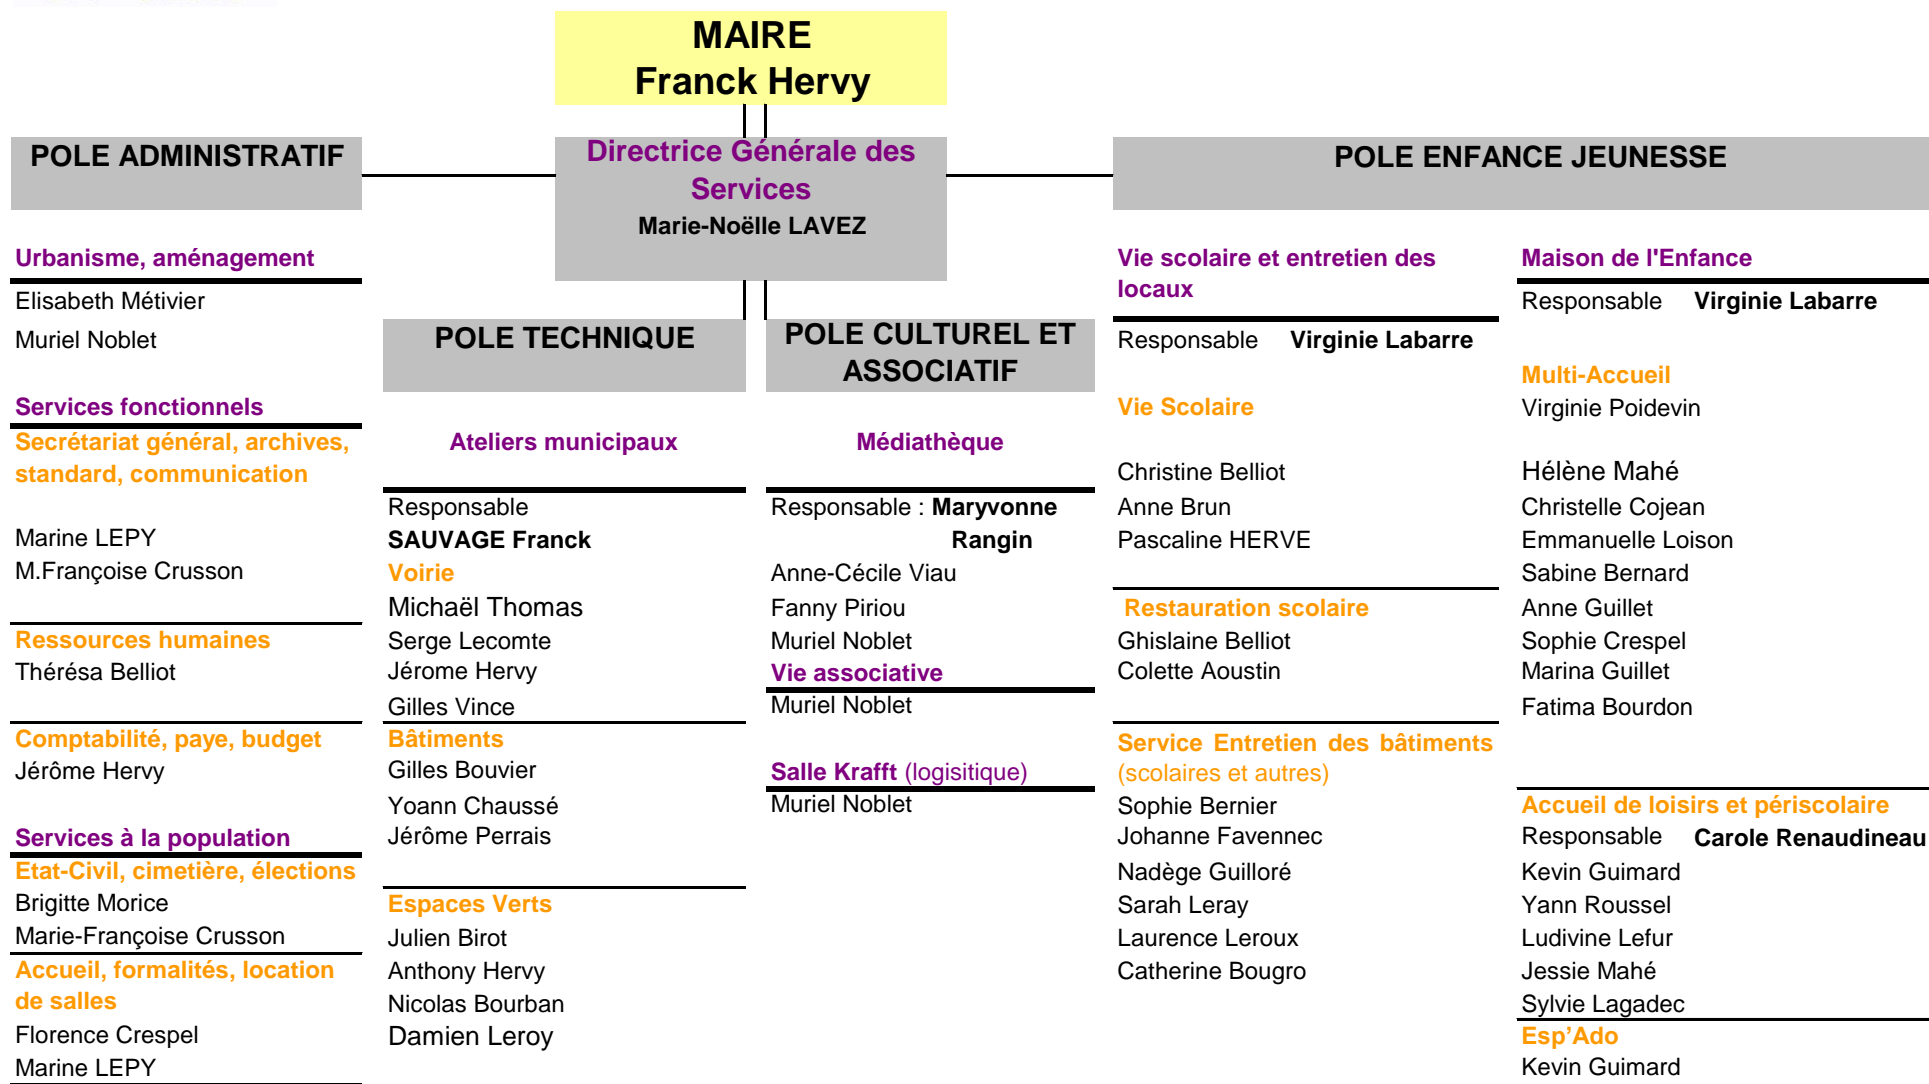 MAIRE
Franck Hervy
Directrice Générale des
Services
Marie-Noëlle LAVEZ
POLE ADMINISTRATIF
Urbanisme, aménagement
Elisabeth Métivier
Muriel Noblet
Services fonctionnels
Secrétariat général, archives,
standard, communication
Marine LEPY
M.Françoise Crusson
Ressources humaines
Thérésa Belliot
Comptabilité, paye, budget
Jérôme Hervy
Services à la population
Etat-Civil, cimetière, élections
Brigitte Morice
Marie-Françoise Crusson
Accueil, formalités, location
de salles
Florence Crespel
Marine LEPY
POLE TECHNIQUE
Ateliers municipaux
Responsable
SAUVAGE Franck
Voirie
Michaël Thomas
Serge Lecomte
Jérome Hervy
Gilles Vince
Bâtiments
Gilles Bouvier
Yoann Chaussé
Jérôme Perrais
Espaces Verts
Julien Birot
Anthony Hervy
Nicolas Bourban
Damien Leroy
POLE CULTUREL ET
ASSOCIATIF
Médiathèque
Responsable : Maryvonne
Rangin
Anne-Cécile Viau
Fanny Piriou
Muriel Noblet
Vie associative
Muriel Noblet
Salle Krafft (logisitique)
Muriel Noblet
POLE ENFANCE JEUNESSE
Vie scolaire et entretien des
locaux
Responsable Virginie Labarre
Vie Scolaire
Christine Belliot
Anne Brun
Pascaline HERVE
Restauration scolaire
Ghislaine Belliot
Colette Aoustin
Service Entretien des bâtiments
(scolaires et autres)
Sophie Bernier
Johanne Favennec
Nadège Guilloré
Sarah Leray
Laurence Leroux
Catherine Bougro
Maison de l'Enfance
Responsable Virginie Labarre
Multi-Accueil
Virginie Poidevin
Hélène Mahé
Christelle Cojean
Emmanuelle Loison
Sabine Bernard
Anne Guillet
Sophie Crespel
Marina Guillet
Fatima Bourdon
Accueil de loisirs et périscolaire
Responsable Carole Renaudineau
Kevin Guimard
Yann Roussel
Ludivine Lefur
Jessie Mahé
Sylvie Lagadec
Esp’Ado
Kevin Guimard